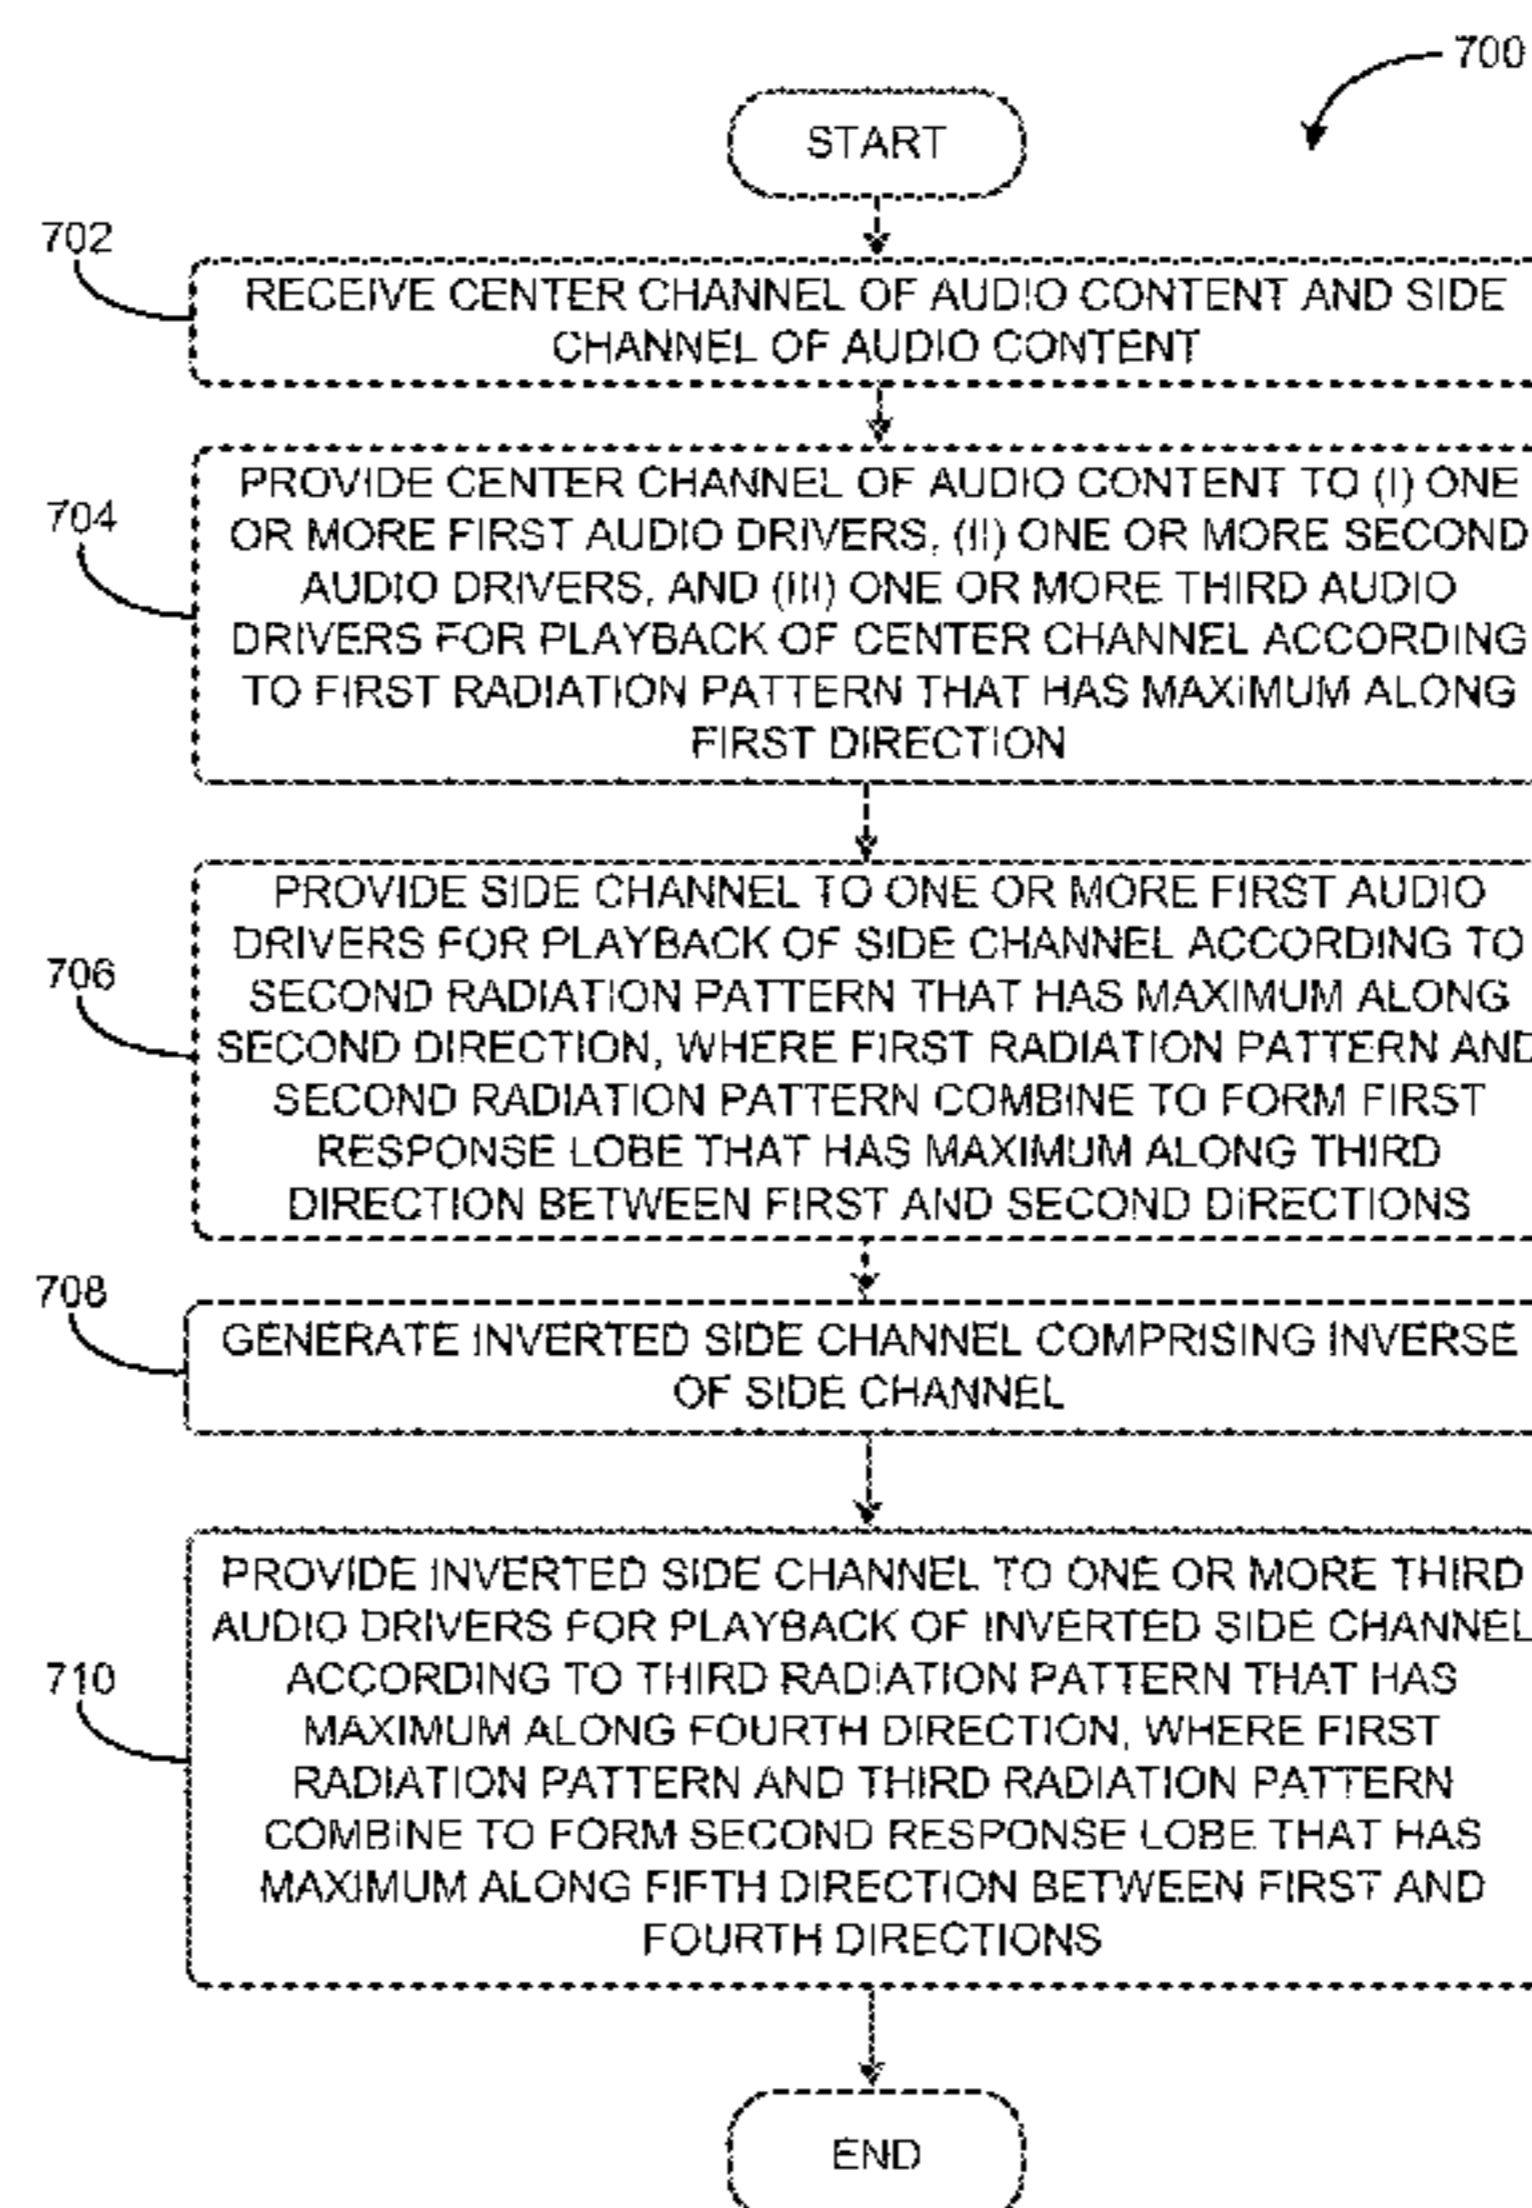 700
START
702
RECEIVE CENTER CHANNEL OF AUDIO CONTENT AND SIDE
CHANNEL OF AUDIO CONTENT
704
PROVIDE CENTER CHANNEL OF AUDIO CONTENT TO (I) ONE
OR MORE FIRST AUDIO DRIVERS, (II) ONE OR MORE SECOND
AUDIO DRIVERS, AND (III) ONE OR MORE THIRD AUDIO
DRIVERS FOR PLAYBACK OF CENTER CHANNEL ACCORDING
TO FIRST RADIATION PATTERN THAT HAS MAXIMUM ALONG
FIRST DIRECTION
706
PROVIDE SIDE CHANNEL TO ONE OR MORE FIRST AUDIO
DRIVERS FOR PLAYBACK OF SIDE CHANNEL ACCORDING TO
SECOND RADIATION PATTERN THAT HAS MAXIMUM ALONG
SECOND DIRECTION, WHERE FIRST RADIATION PATTERN AND
SECOND RADIATION PATTERN COMBINE TO FORM FIRST
RESPONSE LOBE THAT HAS MAXIMUM ALONG THIRD
DIRECTION BETWEEN FIRST AND SECOND DIRECTIONS
708
GENERATE INVERTED SIDE CHANNEL COMPRISING INVERSE
OF SIDE CHANNEL
710
PROVIDE INVERTED SIDE CHANNEL TO ONE OR MORE THIRD
AUDIO DRIVERS FOR PLAYBACK OF INVERTED SIDE CHANNEL
ACCORDING TO THIRD RADIATION PATTERN THAT HAS
MAXIMUM ALONG FOURTH DIRECTION, WHERE FIRST
RADIATION PATTERN AND THIRD RADIATION PATTERN
COMBINE TO FORM SECOND RESPONSE LOBE THAT HAS
MAXIMUM ALONG FIFTH DIRECTION BETWEEN FIRST AND
FOURTH DIRECTIONS
END